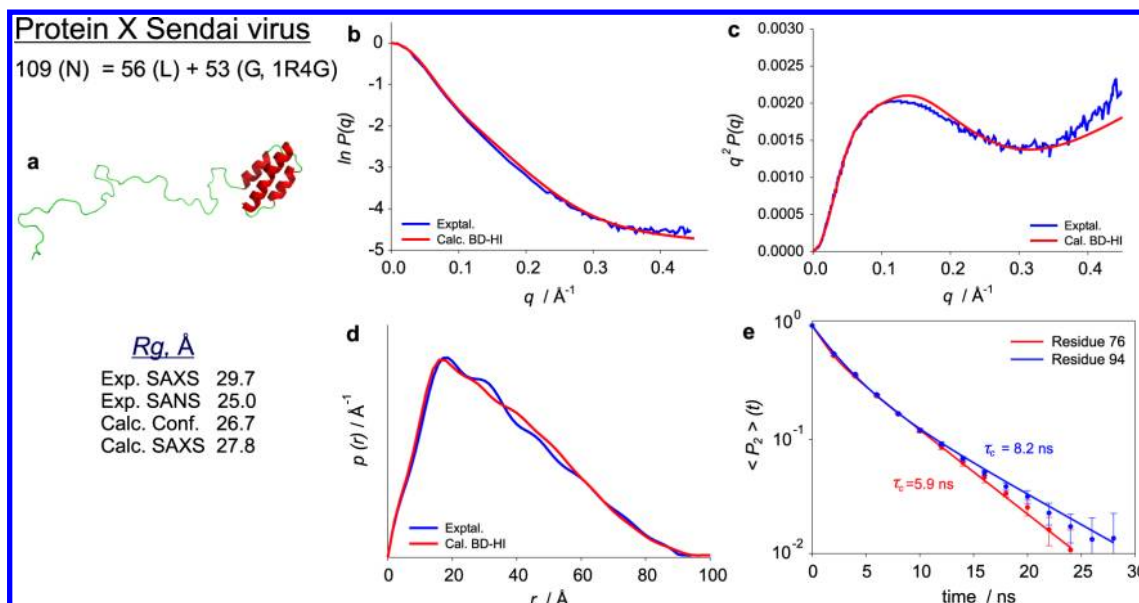 Protein X Sendai virus
109 (N) = 56 (L) + 53 (G, 1R4G)
a
Rg, Å
Exp. SAXS 29.7
Exp. SANS 25.0
Calc. Conf. 26.7
Calc. SAXS 27.8
b
ln P(q)
0
-1
-2
-3
-4
-5
Exptal.
Calc. BD-HI
0.0 0.1 0.2 0.3 0.4
q / Å-1
c
q2 P(q)
0.0030
0.0025
0.0020
0.0015
0.0010
0.0005
0.0000
Exptal.
Cal. BD-HI
0.0 0.1 0.2 0.3 0.4
q / Å-1
d
p (r) / Å-1
Exptal.
Cal. BD-HI
0 20 40 60 80 100
r / Å
e
< P2 > (t)
100
10-1
10-2
Residue 76
Residue 94
τc = 8.2 ns
τc =5.9 ns
0 5 10 15 20 25 30
time / ns